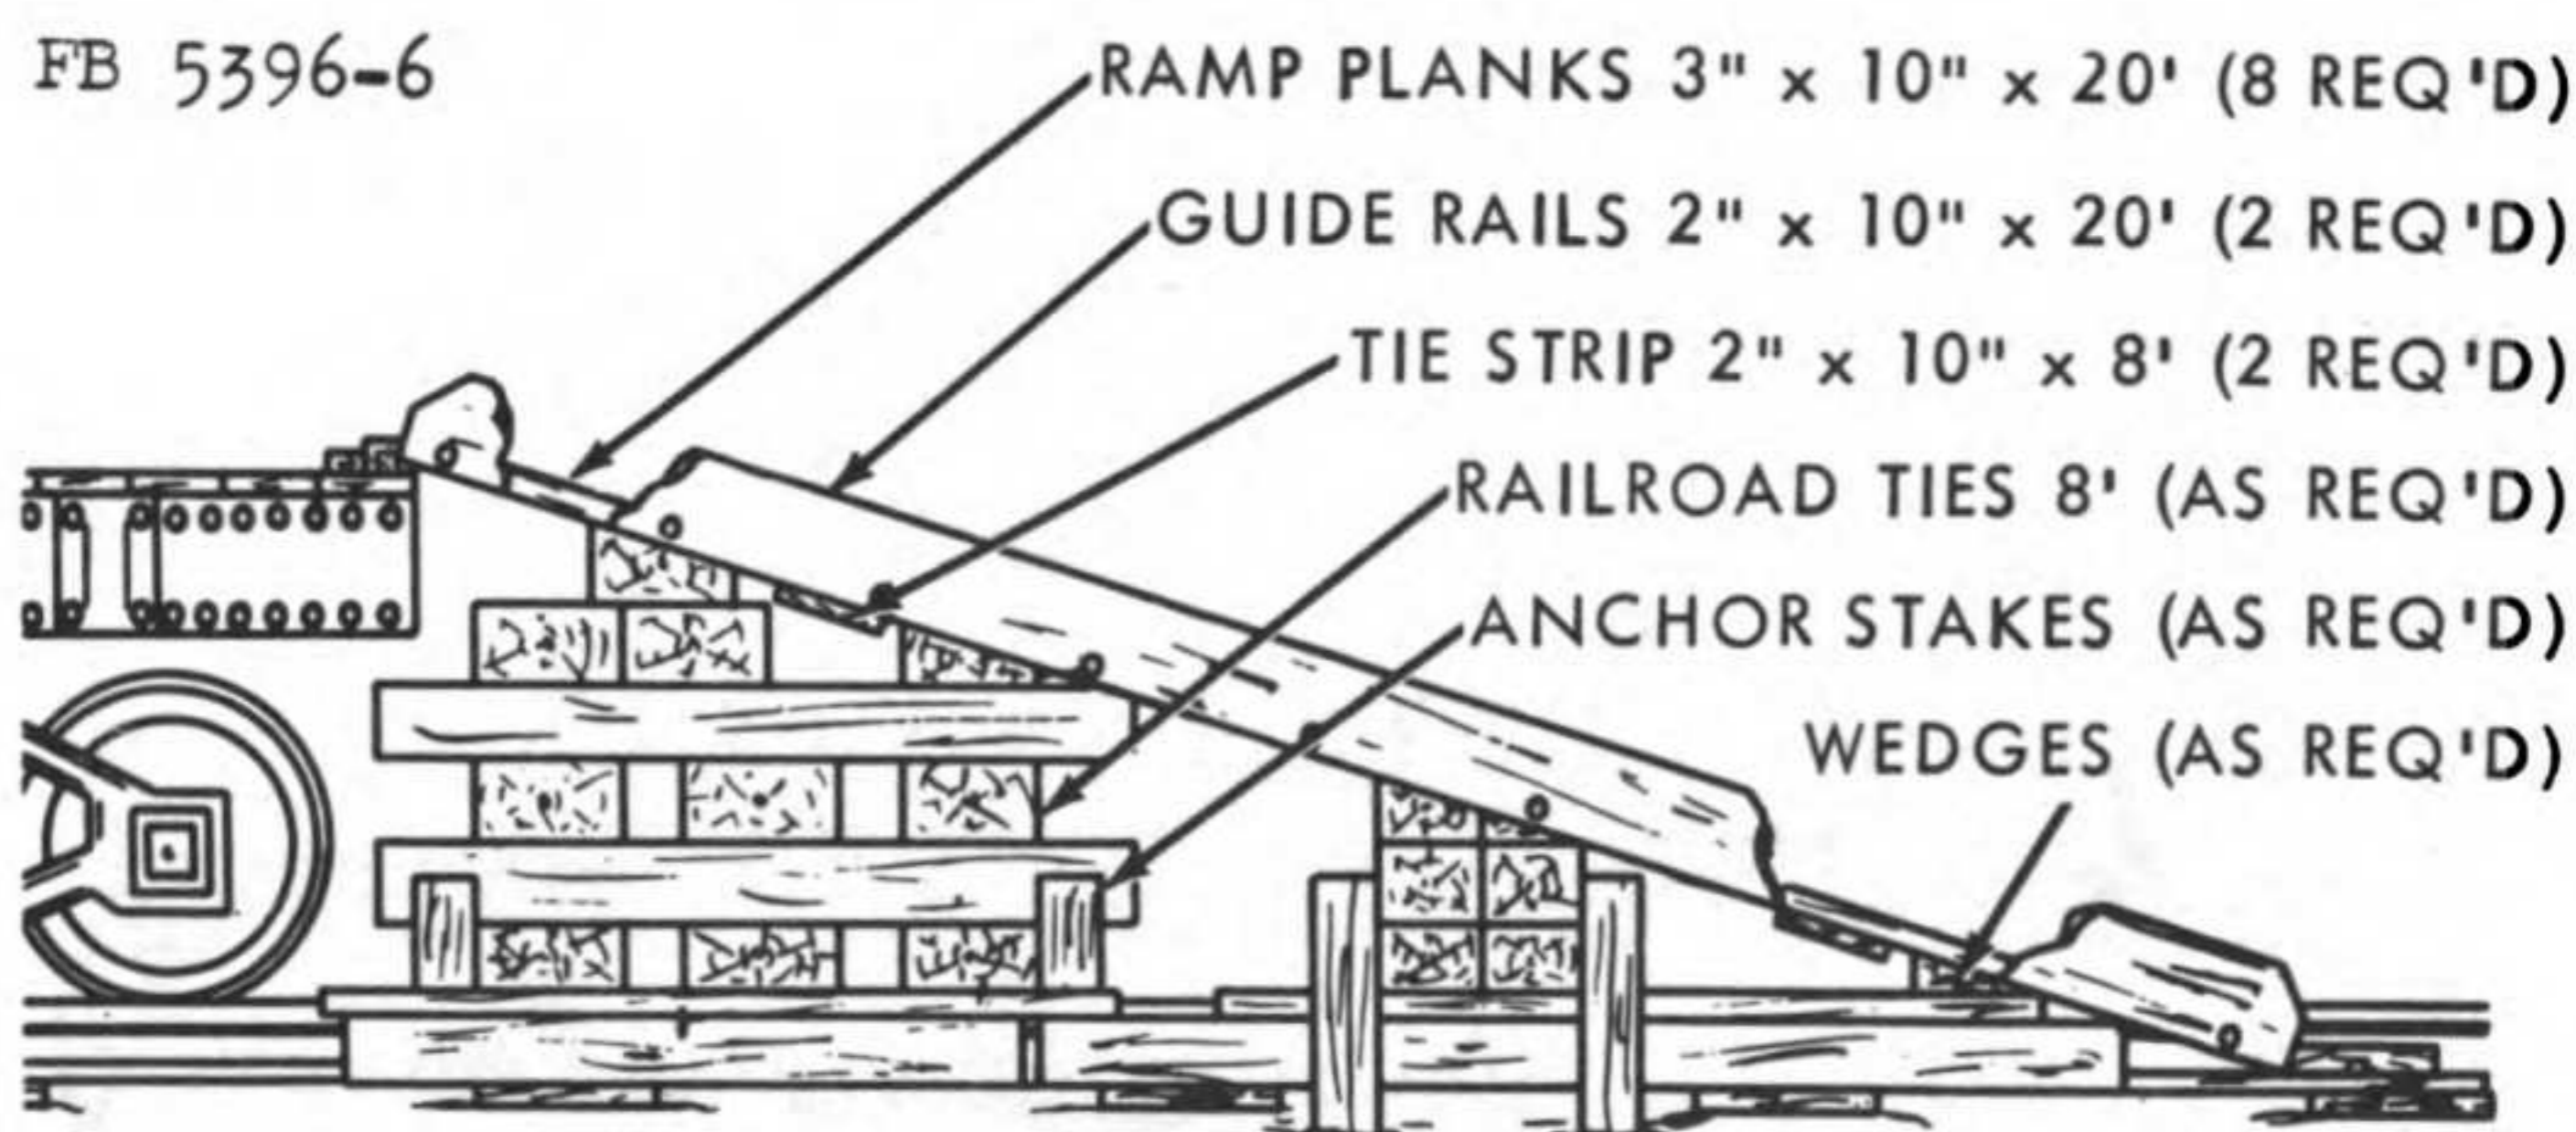 FB 5396-6
RAMP PLANKS 3" x 10" x 20' (8 REQ'D)
GUIDE RAILS 2" x 10" x 20' (2 REQ'D)
TIE STRIP 2" x 10" x 8' (2 REQ'D)
RAILROAD TIES 8' (AS REQ'D)
ANCHOR STAKES (AS REQ'D)
WEDGES (AS REQ'D)